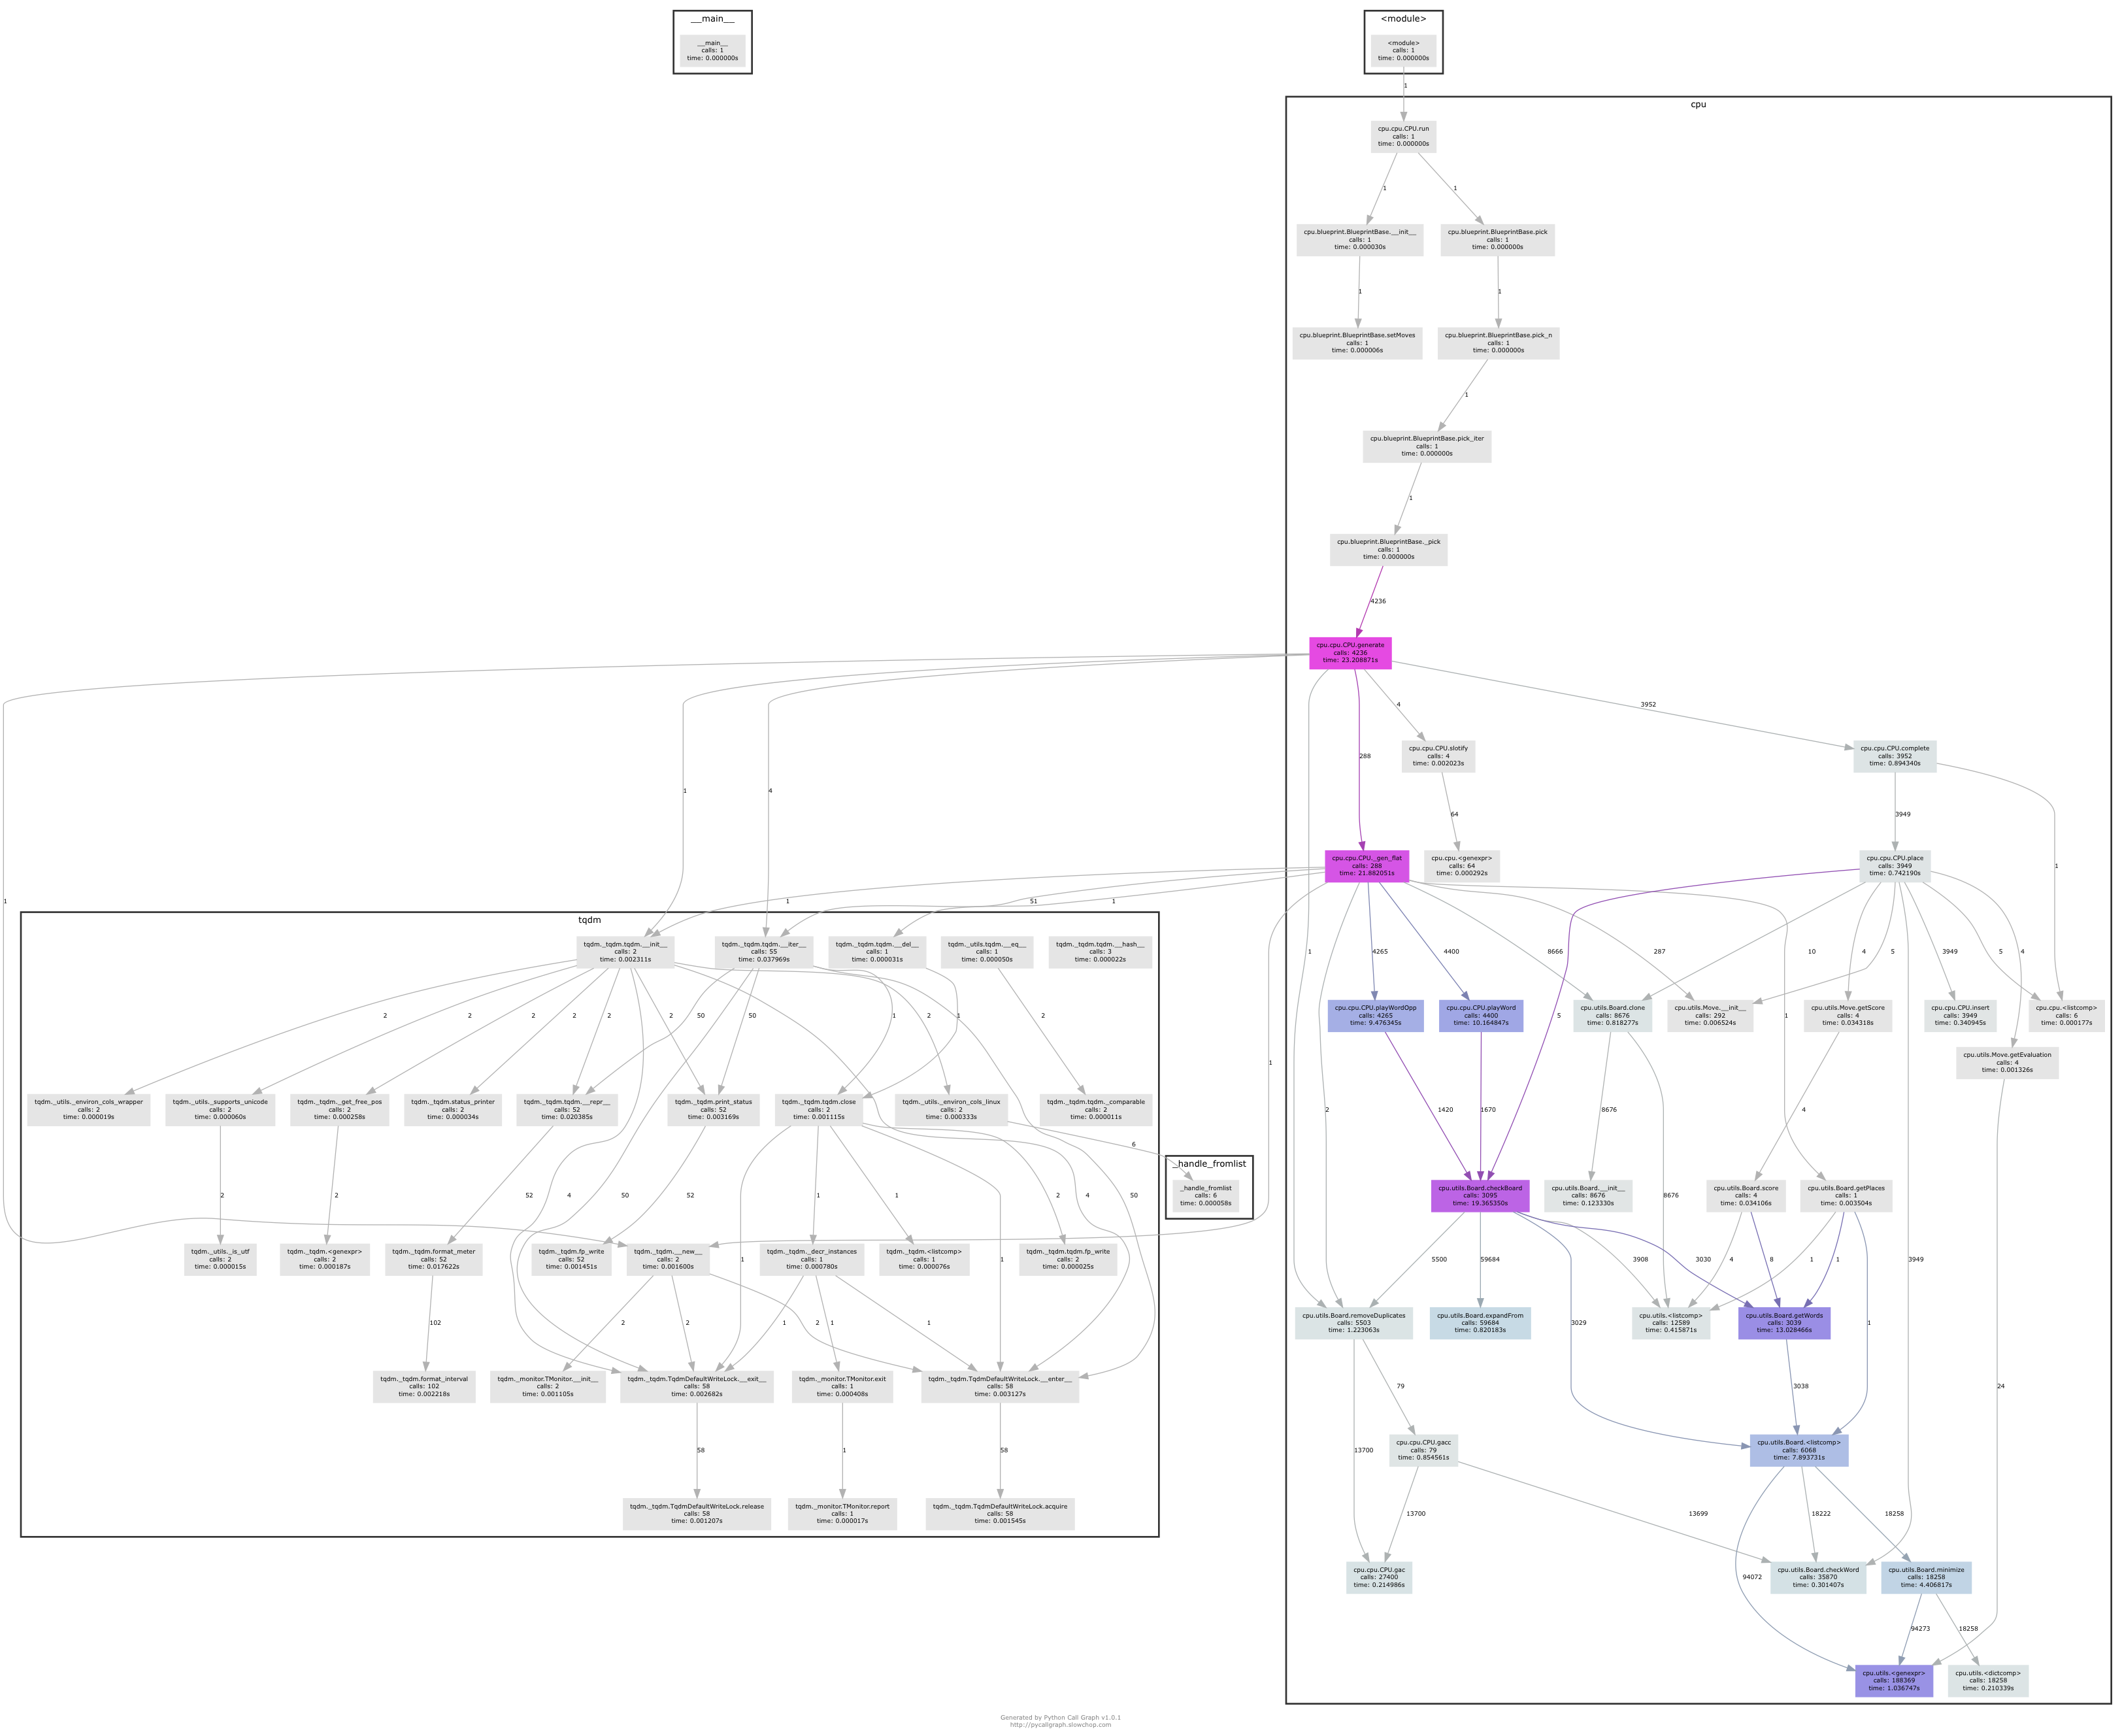 __main__
__main__
calls: 1
time: 0.000000s
<module>
<module>
calls: 1
time: 0.000000s
1
cpu
cpu.cpu.CPU.run
calls: 1
time: 0.000000s
1
1
cpu.blueprint.BlueprintBase.__init__
calls: 1
time: 0.000030s
cpu.blueprint.BlueprintBase.pick
calls: 1
time: 0.000000s
1
1
cpu.blueprint.BlueprintBase.setMoves
calls: 1
time: 0.000006s
cpu.blueprint.BlueprintBase.pick_n
calls: 1
time: 0.000000s
1
cpu.blueprint.BlueprintBase.pick_iter
calls: 1
time: 0.000000s
1
cpu.blueprint.BlueprintBase._pick
calls: 1
time: 0.000000s
4236
cpu.cpu.CPU.generate
calls: 4236
time: 23.208871s
4
3952
cpu.cpu.CPU.slotify
calls: 4
time: 0.002023s
cpu.cpu.CPU.complete
calls: 3952
time: 0.894340s
288
1
4
64
3949
cpu.cpu.CPU._gen_flat
calls: 288
time: 21.882051s
cpu.cpu.<genexpr>
calls: 64
time: 0.000292s
cpu.cpu.CPU.place
calls: 3949
time: 0.742190s
1
1
1
51
1
tqdm
tqdm._tqdm.tqdm.__init__
calls: 2
time: 0.002311s
tqdm._tqdm.tqdm.__iter__
calls: 55
time: 0.037969s
tqdm._tqdm.tqdm.__del__
calls: 1
time: 0.000031s
tqdm._utils.tqdm.__eq__
calls: 1
time: 0.000050s
tqdm._tqdm.tqdm.__hash__
calls: 3
time: 0.000022s
1
4265
4400
8666
287
10
4
5
3949
5
4
cpu.cpu.CPU.playWordOpp
calls: 4265
time: 9.476345s
cpu.cpu.CPU.playWord
calls: 4400
time: 10.164847s
cpu.utils.Board.clone
calls: 8676
time: 0.818277s
cpu.utils.Move.__init__
calls: 292
time: 0.006524s
cpu.utils.Move.getScore
calls: 4
time: 0.034318s
cpu.cpu.CPU.insert
calls: 3949
time: 0.340945s
cpu.cpu.<listcomp>
calls: 6
time: 0.000177s
2
2
2
2
2
2
50
50
1
2
1
2
5
1
1
cpu.utils.Move.getEvaluation
calls: 4
time: 0.001326s
tqdm._utils._environ_cols_wrapper
calls: 2
time: 0.000019s
tqdm._utils._supports_unicode
calls: 2
time: 0.000060s
tqdm._tqdm._get_free_pos
calls: 2
time: 0.000258s
tqdm._tqdm.status_printer
calls: 2
time: 0.000034s
tqdm._tqdm.tqdm.__repr__
calls: 52
time: 0.020385s
tqdm._tqdm.print_status
calls: 52
time: 0.003169s
tqdm._tqdm.tqdm.close
calls: 2
time: 0.001115s
tqdm._utils._environ_cols_linux
calls: 2
time: 0.000333s
tqdm._tqdm.tqdm._comparable
calls: 2
time: 0.000011s
2
1420
1670
8676
4
6
_handle_fromlist
_handle_fromlist
calls: 6
time: 0.000058s
2
2
52
4
50
52
1
1
2
4
50
cpu.utils.Board.checkBoard
calls: 3095
time: 19.365350s
cpu.utils.Board.__init__
calls: 8676
time: 0.123330s
8676
cpu.utils.Board.score
calls: 4
time: 0.034106s
cpu.utils.Board.getPlaces
calls: 1
time: 0.003504s
tqdm._utils._is_utf
calls: 2
time: 0.000015s
tqdm._tqdm.<genexpr>
calls: 2
time: 0.000187s
tqdm._tqdm.format_meter
calls: 52
time: 0.017622s
tqdm._tqdm.fp_write
calls: 52
time: 0.001451s
tqdm._tqdm.__new__
calls: 2
time: 0.001600s
1
tqdm._tqdm._decr_instances
calls: 1
time: 0.000780s
tqdm._tqdm.<listcomp>
calls: 1
time: 0.000076s
1
tqdm._tqdm.tqdm.fp_write
calls: 2
time: 0.000025s
5500
59684
3908
3030
4
8
1
1
3949
102
2
2
2
1
1
1
cpu.utils.Board.removeDuplicates
calls: 5503
time: 1.223063s
cpu.utils.Board.expandFrom
calls: 59684
time: 0.820183s
3029
cpu.utils.<listcomp>
calls: 12589
time: 0.415871s
cpu.utils.Board.getWords
calls: 3039
time: 13.028466s
1
tqdm._tqdm.format_interval
calls: 102
time: 0.002218s
tqdm._monitor.TMonitor.__init__
calls: 2
time: 0.001105s
tqdm._tqdm.TqdmDefaultWriteLock.__exit__
calls: 58
time: 0.002682s
tqdm._monitor.TMonitor.exit
calls: 1
time: 0.000408s
tqdm._tqdm.TqdmDefaultWriteLock.__enter__
calls: 58
time: 0.003127s
79
3038
24
58
1
58
13700
cpu.cpu.CPU.gacc
calls: 79
time: 0.854561s
cpu.utils.Board.<listcomp>
calls: 6068
time: 7.893731s
tqdm._tqdm.TqdmDefaultWriteLock.release
calls: 58
time: 0.001207s
tqdm._monitor.TMonitor.report
calls: 1
time: 0.000017s
tqdm._tqdm.TqdmDefaultWriteLock.acquire
calls: 58
time: 0.001545s
13700
13699
18222
18258
cpu.cpu.CPU.gac
calls: 27400
time: 0.214986s
94072
cpu.utils.Board.checkWord
calls: 35870
time: 0.301407s
cpu.utils.Board.minimize
calls: 18258
time: 4.406817s
94273
18258
cpu.utils.<genexpr>
calls: 188369
time: 1.036747s
cpu.utils.<dictcomp>
calls: 18258
time: 0.210339s
Generated by Python Call Graph v1.0.1
http://pycallgraph.slowchop.com